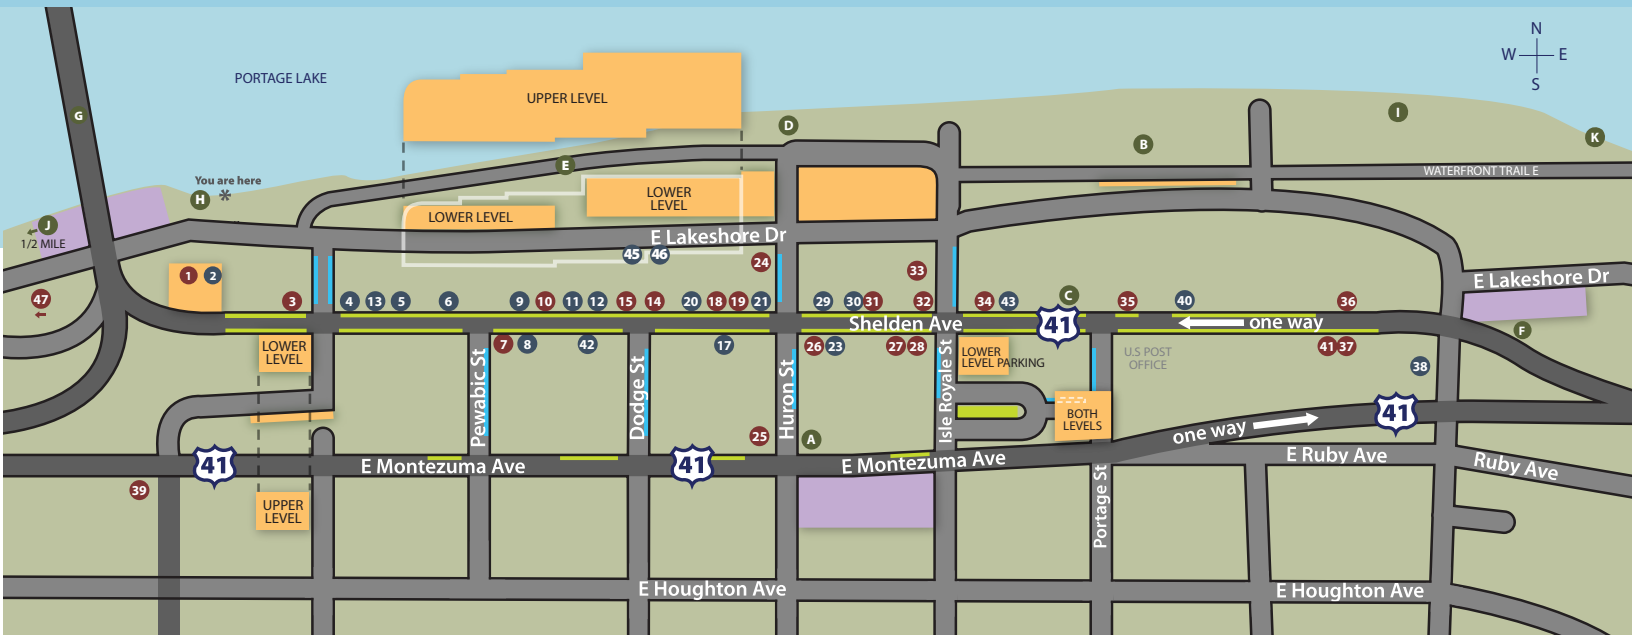 N
W E
S
PORTAGE LAKE
UPPER LEVEL
G
D
I
K
B
E
WATERFRONT TRAIL E
You are here
H *
LOWER
LEVEL
LOWER LEVEL
J
1/2 MILE
E Lakeshore Dr
45 46
24
33
1 2
E Lakeshore Dr
47
3 4 13 5 6 9 10 11 12 15 14 20 18 19 21 29 30 31 32 34 43 C 35 40 36
Shelden Ave
41
one way
F
LOWER
LEVEL
7 8 42 17 26 23 27 28
LOWER
LEVEL PARKING
U.S POST
OFFICE
41 37
38
Pewabic St
Dodge St
Huron St
Isle Royale St
BOTH
LEVELS
41
one way
25
A
41
E Montezuma Ave
41
E Montezuma Ave
E Ruby Ave
Ruby Ave
39
UPPER
LEVEL
Portage St
E Houghton Ave
E Houghton Ave